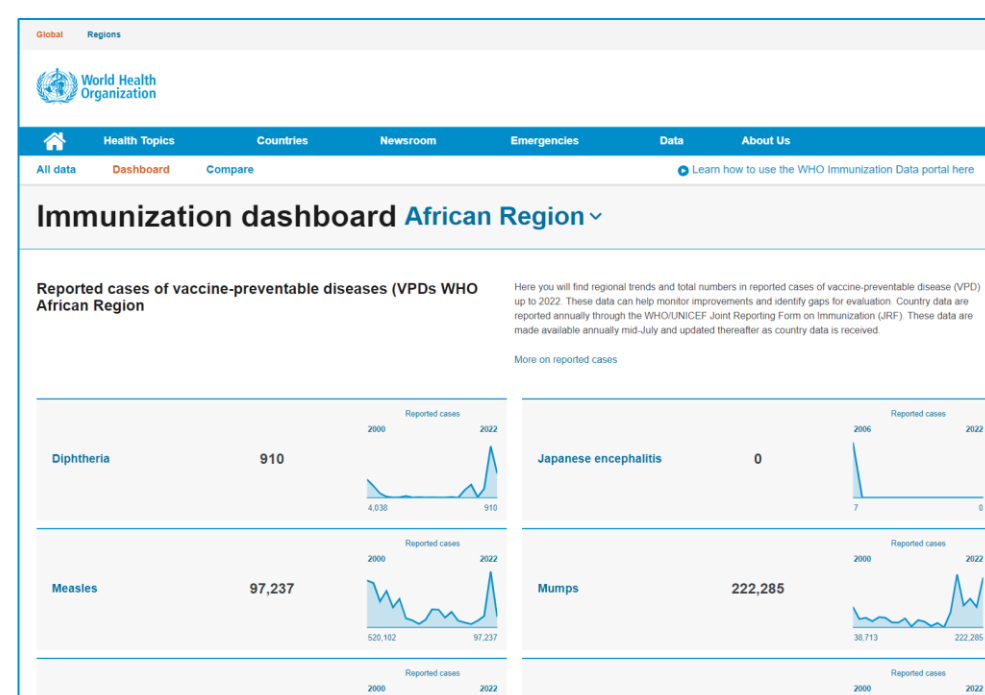 Global Regions
World Health
Organization
Health Topics Countries Newsroom Emergencies Data About Us
All data Dashboard Compare Learn how to use the WHO Immunization Data portal here
Immunization dashboard African Region
Reported cases of vaccine-preventable diseases (VPDs WHO
African Region
Here you will find regional trends and total numbers in reported cases of vaccine-preventable disease (VPD)
up to 2022. These data can help monitor improvements and identify gaps for evaluation. Country data are
reported annually through the WHO/UNICEF Joint Reporting Form on Immunization (JRF). These data are
made available annually mid-July and updated thereafter as country data is received.
More on reported cases
Reported cases
2000 2022
Diphtheria 910
4,038 910
Reported cases
2006 2022
Japanese encephalitis 0
7 0
Reported cases
2000 2022
Measles 97,237
520,102 97,237
Reported cases
2000 2022
Mumps 222,285
38,713 222,285
Reported cases
2000 2022
Reported cases
2000 2022